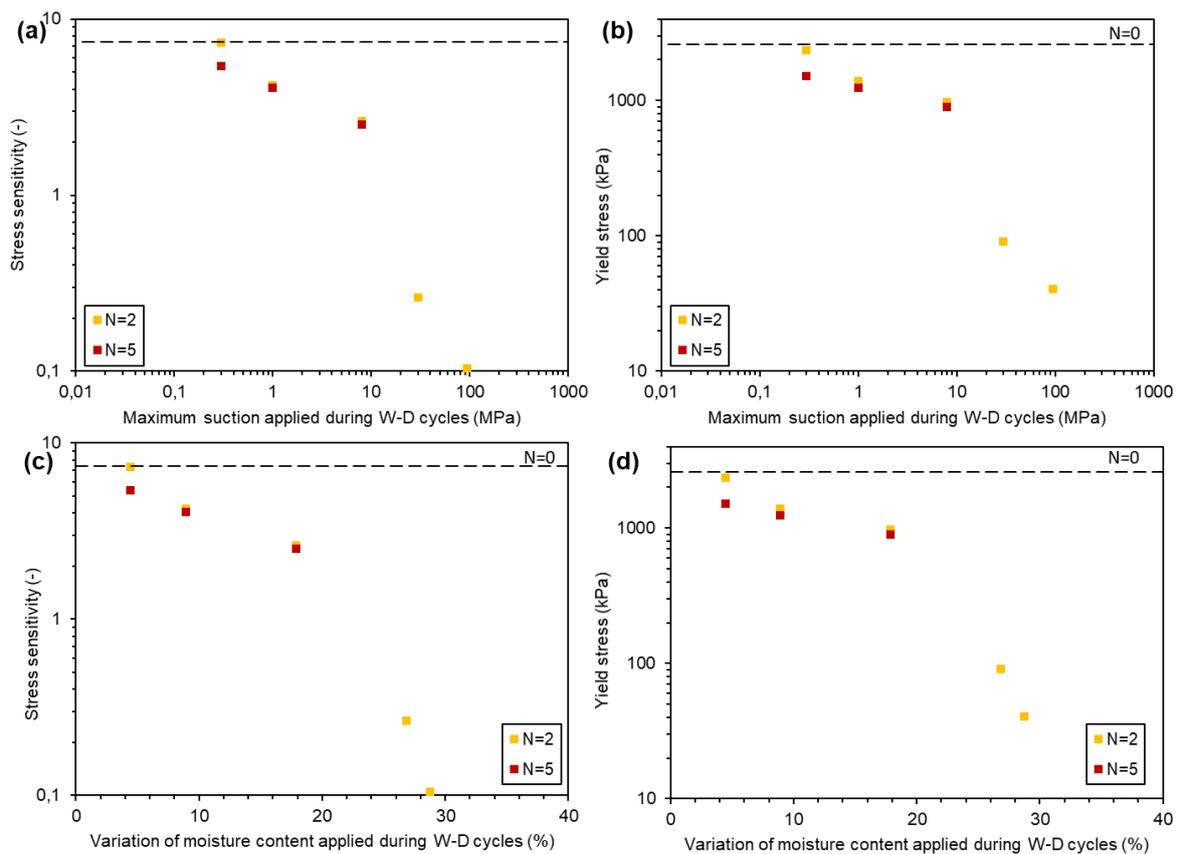 (a)
10
1
0,1
Stress sensitivity (-)
N=2
N=5
0,01 0,1 1 10 100 1000
Maximum suction applied during W-D cycles (MPa)
(b)
N=0
1000
100
10
Yield stress (kPa)
N=2
N=5
0,01 0,1 1 10 100 1000
Maximum suction applied during W-D cycles (MPa)
(c)
10
N=0
1
0,1
Stress sensitivity (-)
N=2
N=5
0 10 20 30 40
Variation of moisture content applied during W-D cycles (%)
(d)
N=0
1000
100
10
Yield stress (kPa)
N=2
N=5
0 10 20 30 40
Variation of moisture content applied during W-D cycles (%)